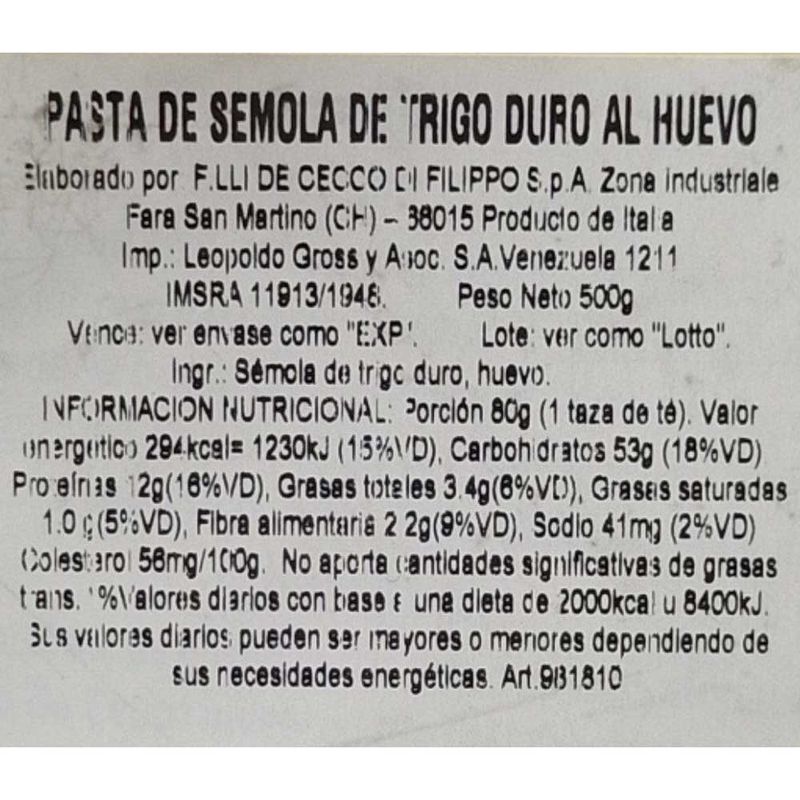 PASTA DE SEMOLA DE TRIGO DURO AL HUEVO
Elaborado por F.LLI DE CECCO DI FILIPPO S.p.A. Zona Industriale
Fara San Martino (CH) – 38015 Producto de Italia
Imp.: Leopoldo Gross y Asoc. S.A.Venezuela 1211
IMSRA 11913/1948. Peso Neto 500g
Vence: ver envase como "EXP". Lote: ver como "Lotto".
Ingr.: Sémola de trigo duro, huevo.
INFORMACION NUTRICIONAL: Porción 80g (1 taza de té). Valor
energético 294kcal= 1230kJ (15%VD), Carbohidratos 53g (18%VD)
Proteínas 12g(16%VD), Grasas totales 3.4g(6%VD), Grasas saturadas
1.0 g(5%VD), Fibra alimentaria 2.2g(9%VD), Sodio 41mg (2%VD)
Colesterol 56mg/100g. No aporta cantidades significativas de grasas
trans. %Valores diarios con base a una dieta de 2000kcal u 8400kJ.
Sus valores diarios pueden ser mayores o menores dependiendo de
sus necesidades energéticas. Art.